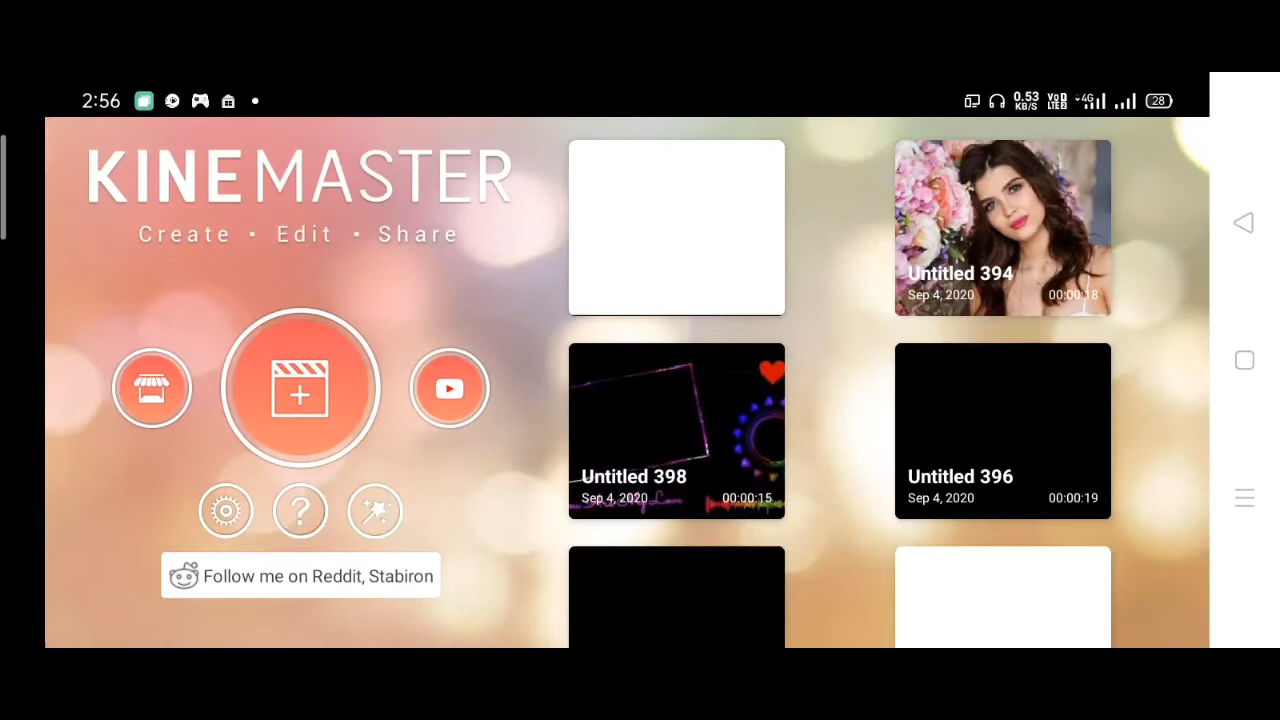 2:56
0.53 KB/S
VoD LTE2
4G
28
KINEMASTER
Create • Edit • Share
Follow me on Reddit, Stabiron
Untitled 394
Sep 4, 2020 00:00:18
Untitled 398
Sep 4, 2020 00:00:15
Untitled 396
Sep 4, 2020 00:00:19